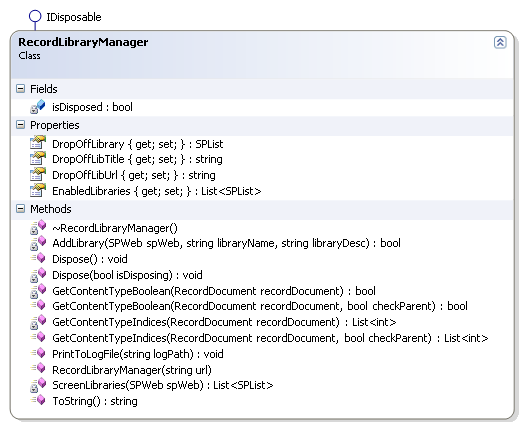 IDisposable
RecordLibraryManager
Class
Fields
isDisposed : bool
Properties
DropOffLibrary { get; set; } : SPList
DropOffLibTitle { get; set; } : string
DropOffLibUrl { get; set; } : string
EnabledLibraries { get; set; } : List<SPList>
Methods
~RecordLibraryManager()
AddLibrary(SPWeb spWeb, string libraryName, string libraryDesc) : bool
Dispose() : void
Dispose(bool isDisposing) : void
GetContentTypeBoolean(RecordDocument recordDocument) : bool
GetContentTypeBoolean(RecordDocument recordDocument, bool checkParent) : bool
GetContentTypeIndices(RecordDocument recordDocument) : List<int>
GetContentTypeIndices(RecordDocument recordDocument, bool checkParent) : List<int>
PrintToLogFile(string logPath) : void
RecordLibraryManager(string url)
ScreenLibraries(SPWeb spWeb) : List<SPList>
ToString() : string